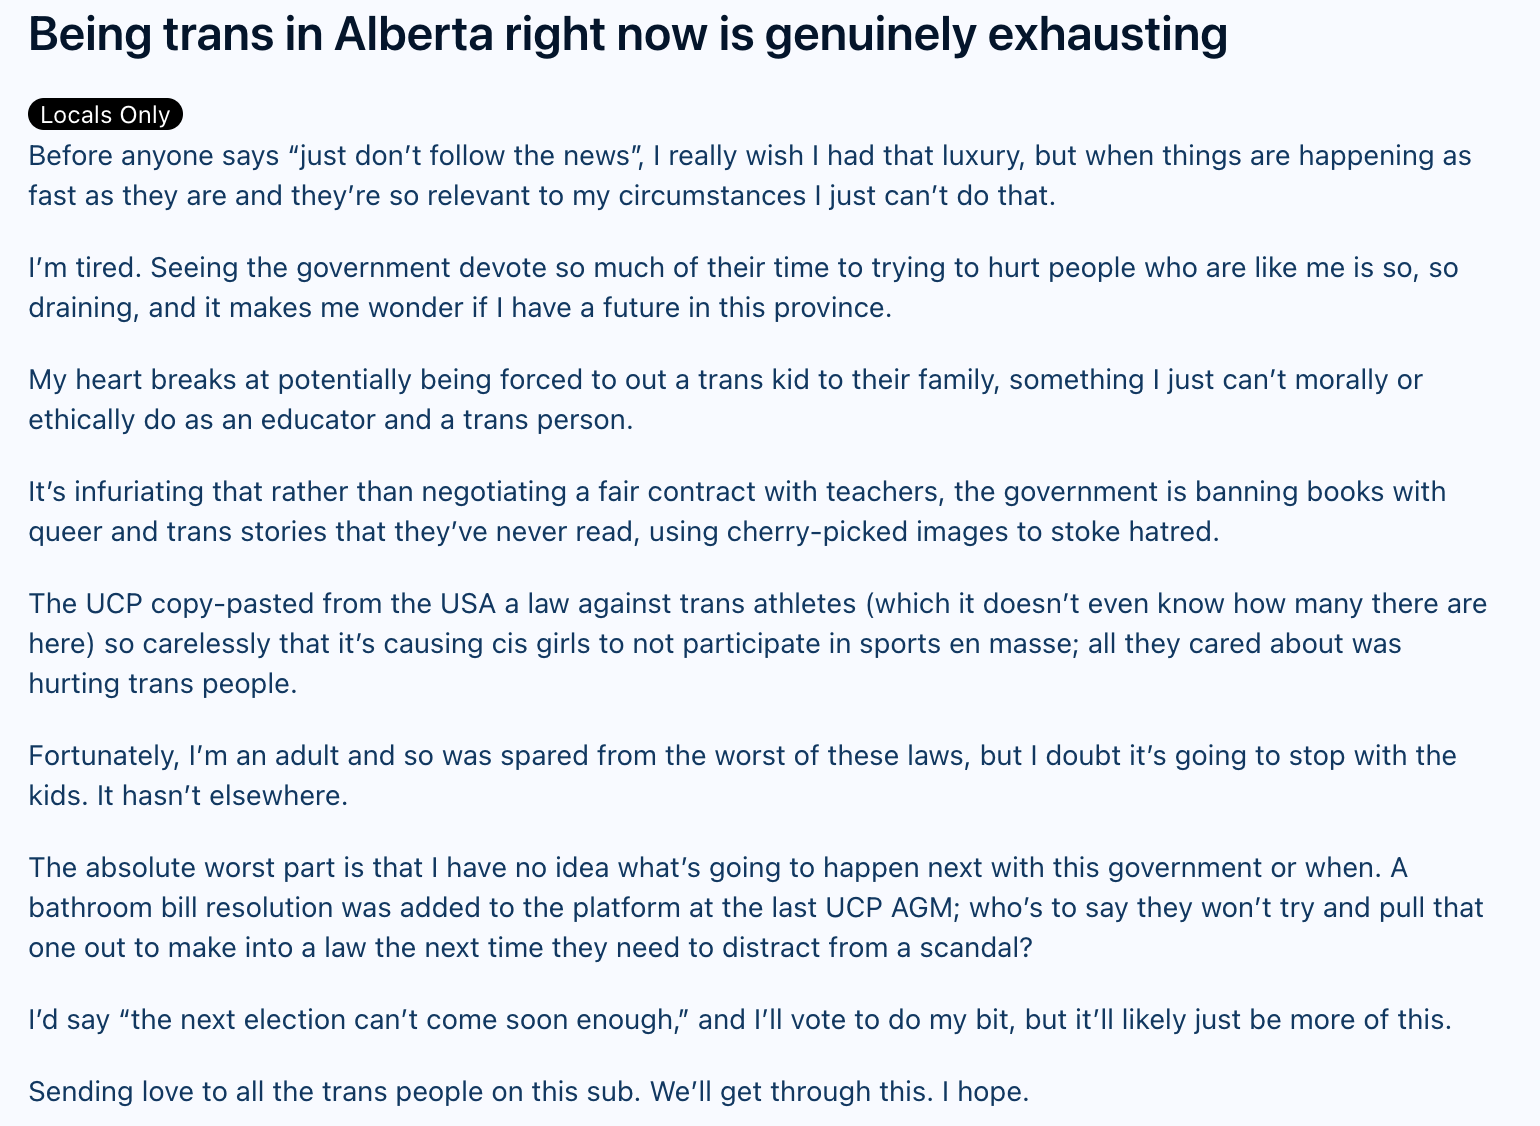 Being trans in Alberta right now is genuinely exhausting
Locals Only
Before anyone says “just don’t follow the news”, I really wish I had that luxury, but when things are happening as
fast as they are and they’re so relevant to my circumstances I just can’t do that.
I’m tired. Seeing the government devote so much of their time to trying to hurt people who are like me is so, so
draining, and it makes me wonder if I have a future in this province.
My heart breaks at potentially being forced to out a trans kid to their family, something I just can’t morally or
ethically do as an educator and a trans person.
It’s infuriating that rather than negotiating a fair contract with teachers, the government is banning books with
queer and trans stories that they’ve never read, using cherry-picked images to stoke hatred.
The UCP copy-pasted from the USA a law against trans athletes (which it doesn’t even know how many there are
here) so carelessly that it’s causing cis girls to not participate in sports en masse; all they cared about was
hurting trans people.
Fortunately, I’m an adult and so was spared from the worst of these laws, but I doubt it’s going to stop with the
kids. It hasn’t elsewhere.
The absolute worst part is that I have no idea what’s going to happen next with this government or when. A
bathroom bill resolution was added to the platform at the last UCP AGM; who’s to say they won’t try and pull that
one out to make into a law the next time they need to distract from a scandal?
I’d say “the next election can’t come soon enough,” and I’ll vote to do my bit, but it’ll likely just be more of this.
Sending love to all the trans people on this sub. We’ll get through this. I hope.